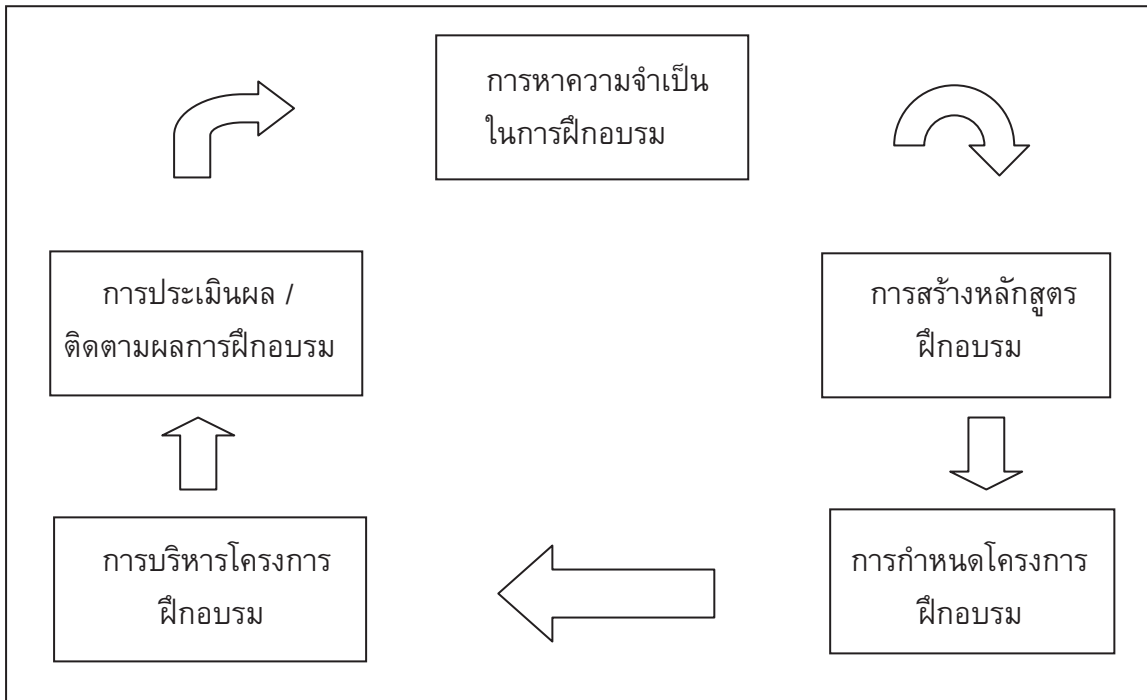 การหาความจำเป็น
ในการฝึกอบรม
การสร้างหลักสูตร
ฝึกอบรม
การกำหนดโครงการ
ฝึกอบรม
การบริหารโครงการ
ฝึกอบรม
การประเมินผล /
ติดตามผลการฝึกอบรม